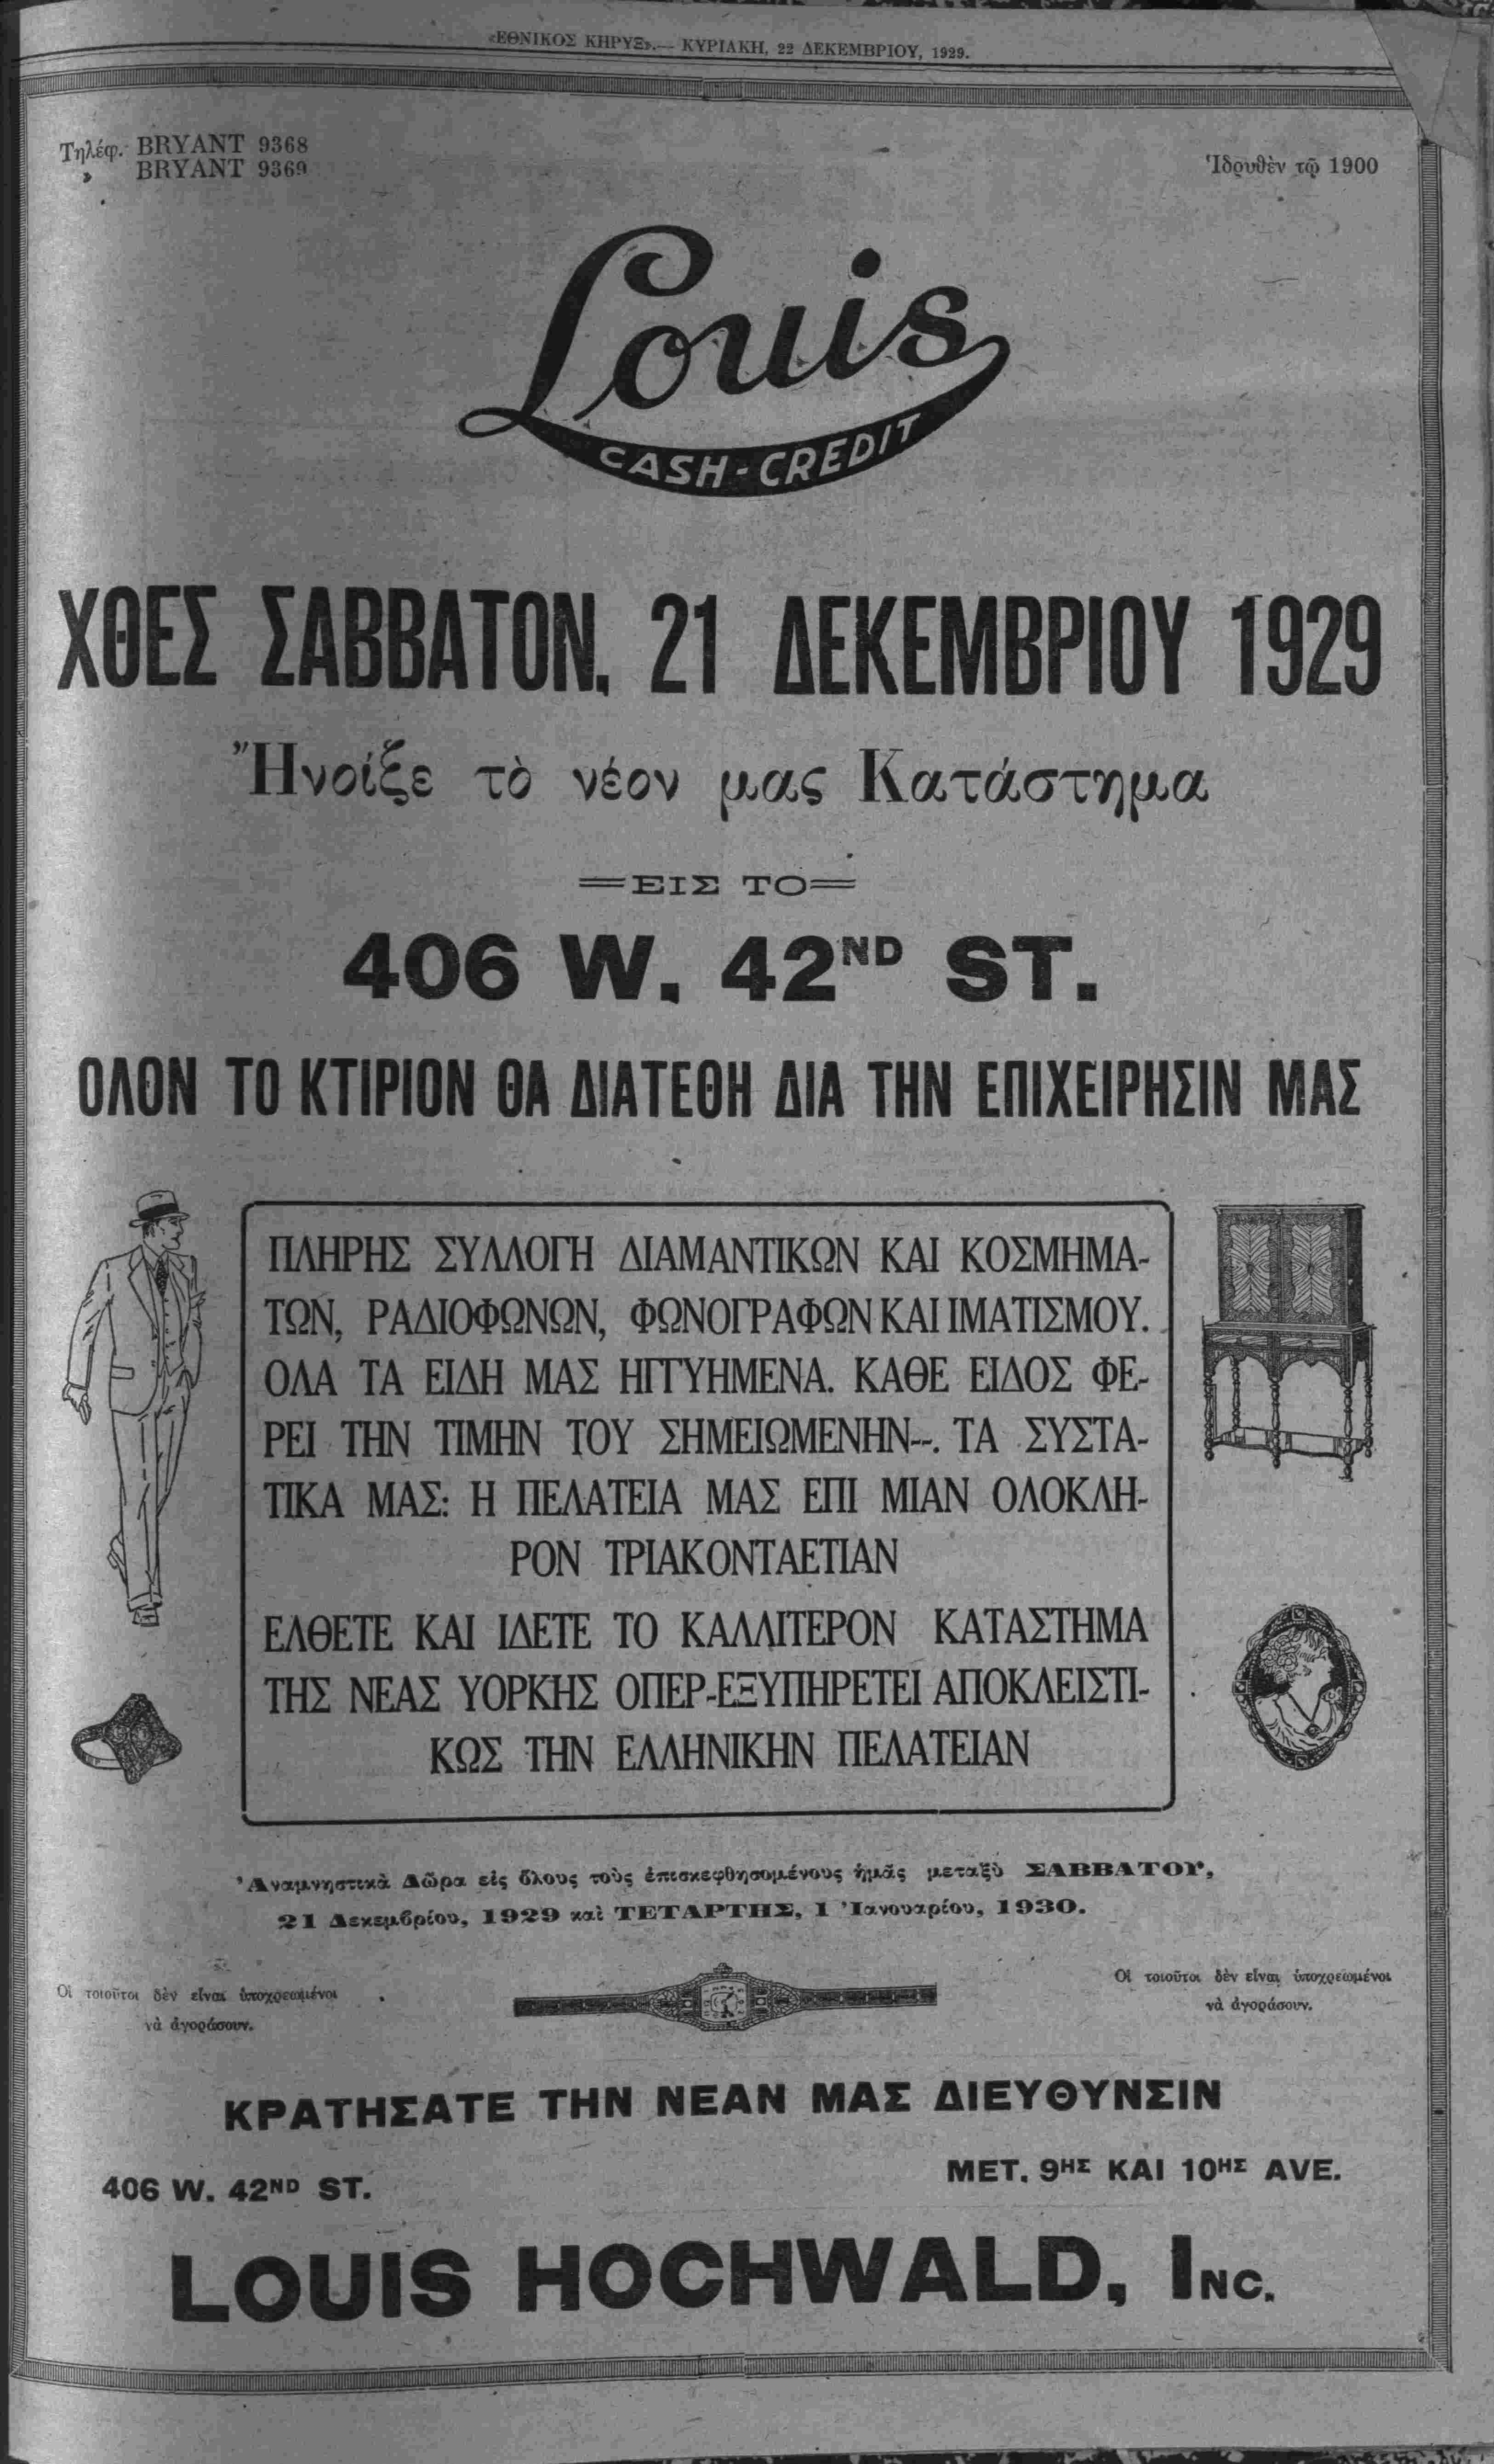 «ΕΘΝΙΚΟΣ ΚΗΡΥΞ».— ΚΥΡΙΑΚΗ, 22 ΔΕΚΕΜΒΡΙΟΥ, 1929.
Τηλέφ. BRYANT 9368
» BRYANT 9369
Ἱδρυθὲν τῷ 1900
Louis
CASH-CREDIT
ΧΘΕΣ ΣΑΒΒΑΤΟΝ, 21 ΔΕΚΕΜΒΡΙΟΥ 1929
Ἤνοίξε τὸ νέον μας Κατάστημα
ΕΙΣ ΤΟ
406 W. 42ND ST.
ΟΛΟΝ ΤΟ ΚΤΙΡΙΟΝ ΘΑ ΔΙΑΤΕΘΗ ΔΙΑ ΤΗΝ ΕΠΙΧΕΙΡΗΣΙΝ ΜΑΣ
ΠΛΗΡΗΣ ΣΥΛΛΟΓΗ ΔΙΑΜΑΝΤΙΚΩΝ ΚΑΙ ΚΟΣΜΗΜΑ-
ΤΩΝ, ΡΑΔΙΟΦΩΝΩΝ, ΦΩΝΟΓΡΑΦΩΝ ΚΑΙ ΙΜΑΤΙΣΜΟΥ.
ΟΛΑ ΤΑ ΕΙΔΗ ΜΑΣ ΗΓΓΥΗΜΕΝΑ. ΚΑΘΕ ΕΙΔΟΣ ΦΕ-
ΡΕΙ ΤΗΝ ΤΙΜΗΝ ΤΟΥ ΣΗΜΕΙΩΜΕΝΗΝ--. ΤΑ ΣΥΣΤΑ-
ΤΙΚΑ ΜΑΣ: Η ΠΕΛΑΤΕΙΑ ΜΑΣ ΕΠΙ ΜΙΑΝ ΟΛΟΚΛΗ-
ΡΟΝ ΤΡΙΑΚΟΝΤΑΕΤΙΑΝ
ΕΛΘΕΤΕ ΚΑΙ ΙΔΕΤΕ ΤΟ ΚΑΛΛΙΤΕΡΟΝ ΚΑΤΑΣΤΗΜΑ
ΤΗΣ ΝΕΑΣ ΥΟΡΚΗΣ ΟΠΕΡ-ΕΞΥΠΗΡΕΤΕΙ ΑΠΟΚΛΕΙΣΤΙ-
ΚΩΣ ΤΗΝ ΕΛΛΗΝΙΚΗΝ ΠΕΛΑΤΕΙΑΝ
Ἀναμνηστικὰ Δῶρα εἰς ὅλους τοὺς ἐπισκεφθησομένους ἡμᾶς μεταξὺ ΣΑΒΒΑΤΟΥ,
21 Δεκεμβρίου, 1929 καὶ ΤΕΤΑΡΤΗΣ, 1 Ἰανουαρίου, 1930.
Οἱ τοιοῦτοι δὲν εἶναι ὑποχρεωμένοι
νὰ ἀγοράσουν.
Οἱ τοιοῦτοι δὲν εἶναι ὑποχρεωμένοι
νὰ ἀγοράσουν.
ΚΡΑΤΗΣΑΤΕ ΤΗΝ ΝΕΑΝ ΜΑΣ ΔΙΕΥΘΥΝΣΙΝ
406 W. 42ND ST.
ΜΕΤ. 9ΗΣ ΚΑΙ 10ΗΣ AVE.
LOUIS HOCHWALD, INC.